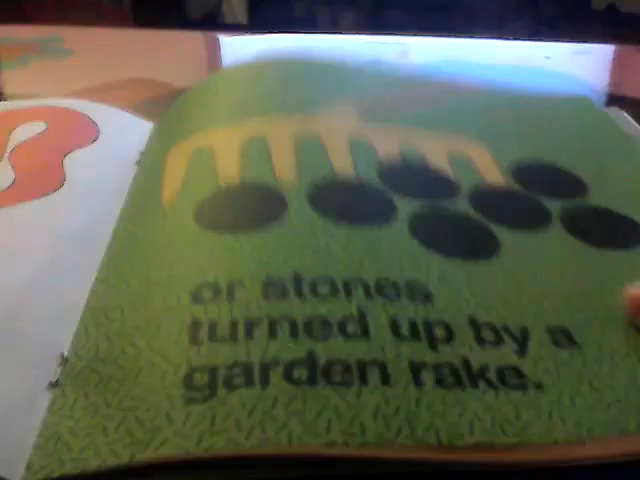 or stones
turned up by a
garden rake.